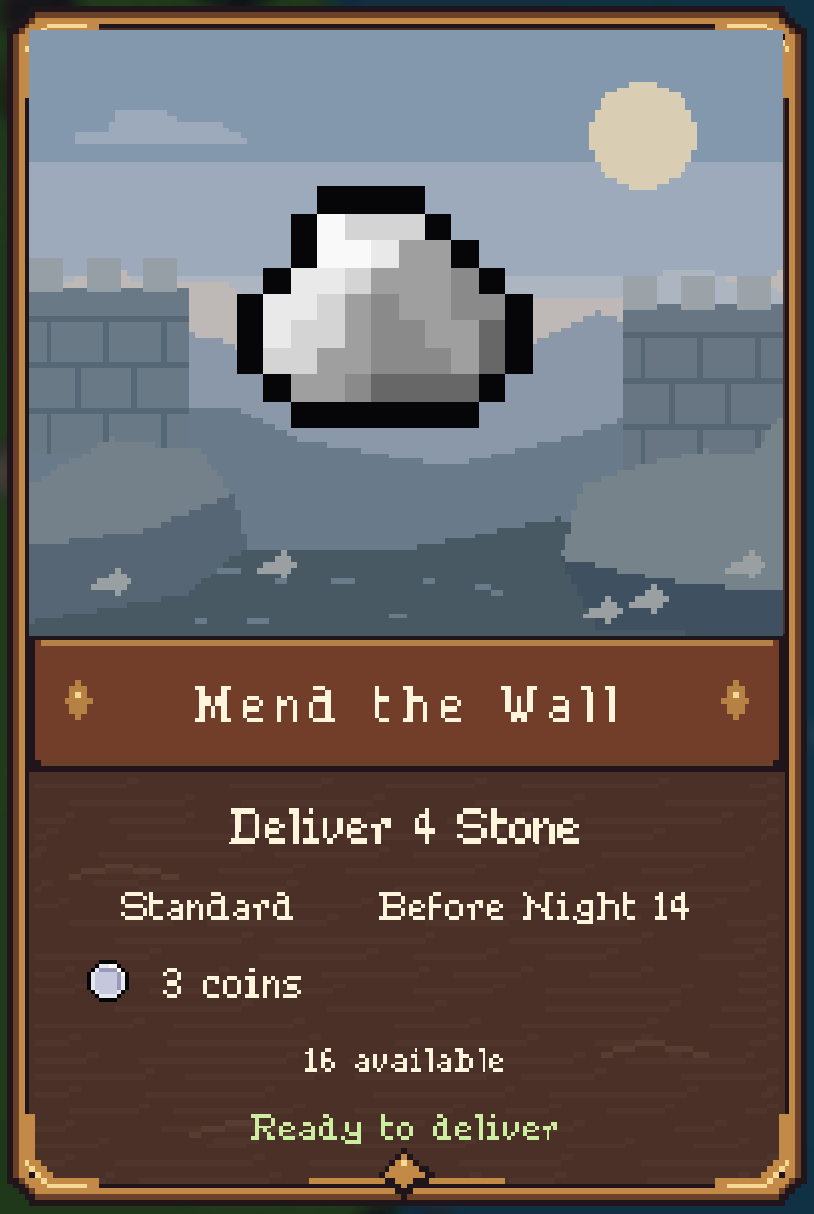 Mend the Wall
Deliver 4 Stone
Standard Before Night 14
3 coins
16 available
Ready to deliver